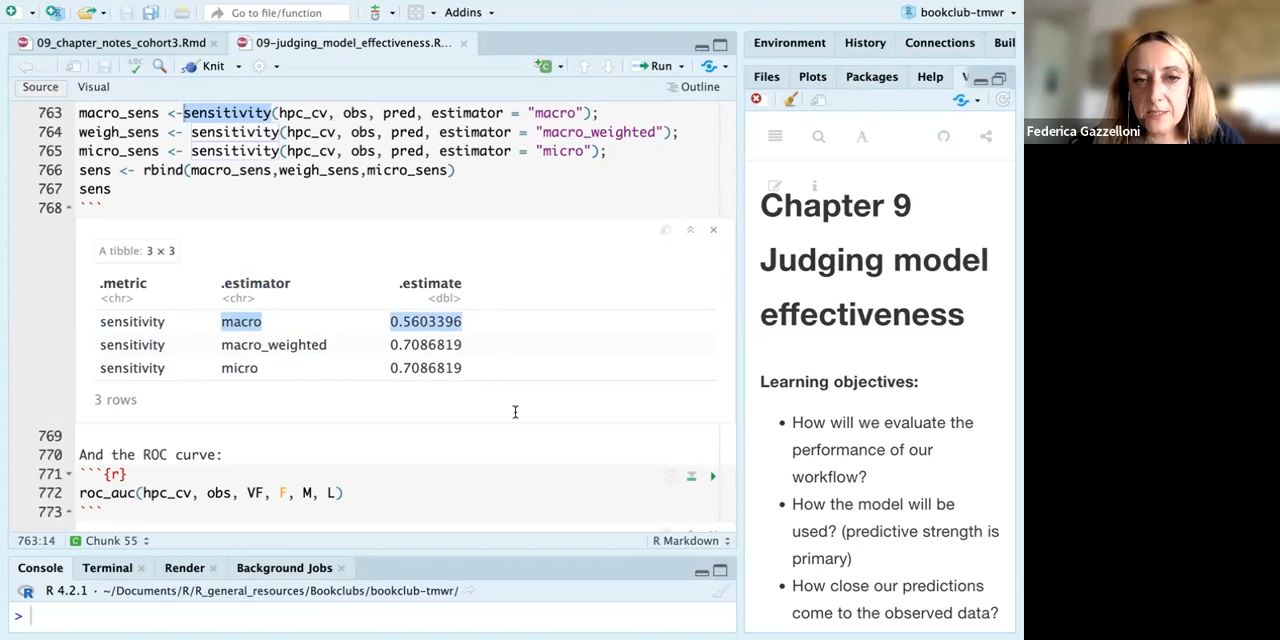 Go to file/function
Addins
bookclub-tmwr
09_chapter_notes_cohort3.Rmd
09-judging_model_effectiveness.R...
Environment
History
Connections
Buil
Knit
Run
Files
Plots
Packages
Help
V
Source
Visual
Outline
763 macro_sens <-sensitivity(hpc_cv, obs, pred, estimator = "macro");
764 weigh_sens <- sensitivity(hpc_cv, obs, pred, estimator = "macro_weighted");
765 micro_sens <- sensitivity(hpc_cv, obs, pred, estimator = "micro");
766 sens <- rbind(macro_sens,weigh_sens,micro_sens)
767 sens
768 ```
A tibble: 3 × 3
.metric .estimator .estimate
<chr> <chr> <dbl>
sensitivity macro 0.5603396
sensitivity macro_weighted 0.7086819
sensitivity micro 0.7086819
3 rows
769
770 And the ROC curve:
771 ```{r}
772 roc_auc(hpc_cv, obs, VF, F, M, L)
773 ```
763:14
Chunk 55
R Markdown
Console
Terminal
Render
Background Jobs
R 4.2.1 · ~/Documents/R/R_general_resources/Bookclubs/bookclub-tmwr/
>
A
Chapter 9
Judging model
effectiveness
Learning objectives:
• How will we evaluate the
performance of our
workflow?
• How the model will be
used? (predictive strength is
primary)
• How close our predictions
come to the observed data?
Federica Gazzelloni